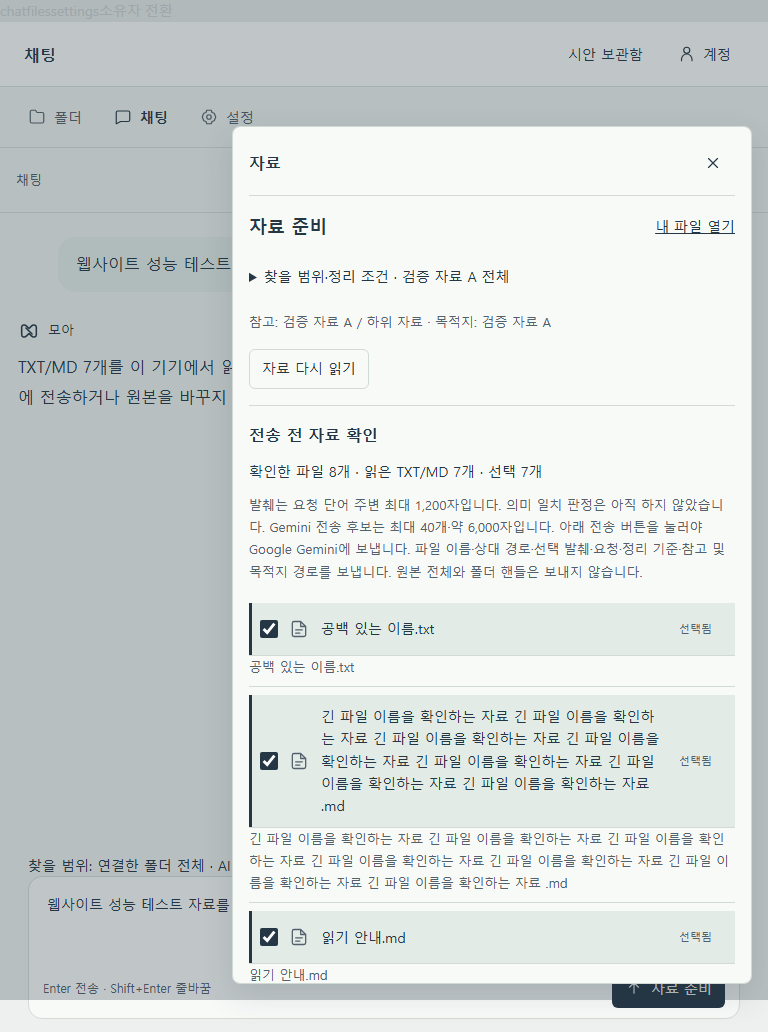 chatfilessettings소유자 전환
채팅
시안 보관함
계정
폴더
채팅
설정
채팅
웹사이트 성능 테스트
모아
TXT/MD 7개를 이 기기에서 읽
에 전송하거나 원본을 바꾸지
자료
자료 준비
내 파일 열기
▶ 찾을 범위·정리 조건 · 검증 자료 A 전체
참고: 검증 자료 A / 하위 자료 · 목적지: 검증 자료 A
자료 다시 읽기
전송 전 자료 확인
확인한 파일 8개 · 읽은 TXT/MD 7개 · 선택 7개
발췌는 요청 단어 주변 최대 1,200자입니다. 의미 일치 판정은 아직 하지 않았습니
다. Gemini 전송 후보는 최대 40개·약 6,000자입니다. 아래 전송 버튼을 눌러야
Google Gemini에 보냅니다. 파일 이름·상대 경로·선택 발췌·요청·정리 기준·참고 및
목적지 경로를 보냅니다. 원본 전체와 폴더 핸들은 보내지 않습니다.
공백 있는 이름.txt
선택됨
공백 있는 이름.txt
긴 파일 이름을 확인하는 자료 긴 파일 이름을 확인하
는 자료 긴 파일 이름을 확인하는 자료 긴 파일 이름을
확인하는 자료 긴 파일 이름을 확인하는 자료 긴 파일
이름을 확인하는 자료 긴 파일 이름을 확인하는 자료
.md
선택됨
긴 파일 이름을 확인하는 자료 긴 파일 이름을 확인하는 자료 긴 파일 이름을 확인
하는 자료 긴 파일 이름을 확인하는 자료 긴 파일 이름을 확인하는 자료 긴 파일 이
름을 확인하는 자료 긴 파일 이름을 확인하는 자료 .md
읽기 안내.md
선택됨
읽기 안내.md
찾을 범위: 연결한 폴더 전체 · AI
웹사이트 성능 테스트 자료를
Enter 전송 · Shift+Enter 줄바꿈
자료 준비